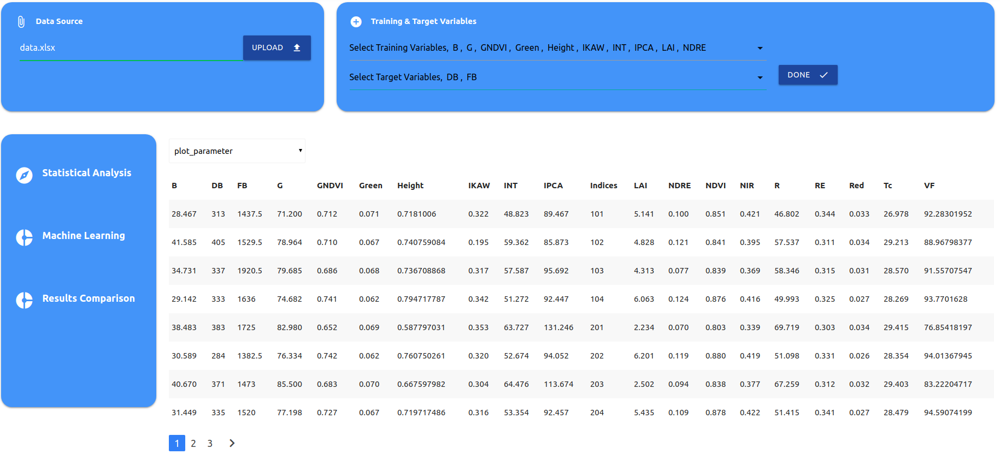 Data Source
data.xlsx
UPLOAD
Training & Target Variables
Select Training Variables, B , G , GNDVI , Green , Height , IKAW , INT , IPCA , LAI , NDRE
Select Target Variables, DB , FB
DONE
Statistical Analysis
Machine Learning
Results Comparison
plot_parameter
B DB FB G GNDVI Green Height IKAW INT IPCA Indices LAI NDRE NDVI NIR R RE Red Tc VF
28.467 313 1437.5 71.200 0.712 0.071 0.7181006 0.322 48.823 89.467 101 5.141 0.100 0.851 0.421 46.802 0.344 0.033 26.978 92.28301952
41.585 405 1529.5 78.964 0.710 0.067 0.740759084 0.195 59.362 85.873 102 4.828 0.121 0.841 0.395 57.537 0.311 0.034 29.213 88.96798377
34.731 337 1920.5 79.685 0.686 0.068 0.736708868 0.317 57.587 95.692 103 4.313 0.077 0.839 0.369 58.346 0.315 0.031 28.570 91.55707547
29.142 333 1636 74.682 0.741 0.062 0.794717787 0.342 51.272 92.447 104 6.063 0.124 0.876 0.416 49.993 0.325 0.027 28.269 93.7701628
38.483 383 1725 82.980 0.652 0.069 0.587797031 0.353 63.727 131.246 201 2.234 0.070 0.803 0.339 69.719 0.303 0.034 29.415 76.85418197
30.589 284 1382.5 76.334 0.742 0.062 0.760750261 0.320 52.674 94.052 202 6.201 0.119 0.880 0.419 51.098 0.331 0.026 28.354 94.01367945
40.670 371 1473 85.500 0.683 0.070 0.667597982 0.304 64.476 113.674 203 2.502 0.094 0.838 0.377 67.259 0.312 0.032 29.403 83.22204717
31.449 335 1520 77.198 0.727 0.067 0.719717486 0.316 53.354 92.457 204 5.435 0.109 0.878 0.422 51.415 0.341 0.027 28.479 94.59074199
1 2 3